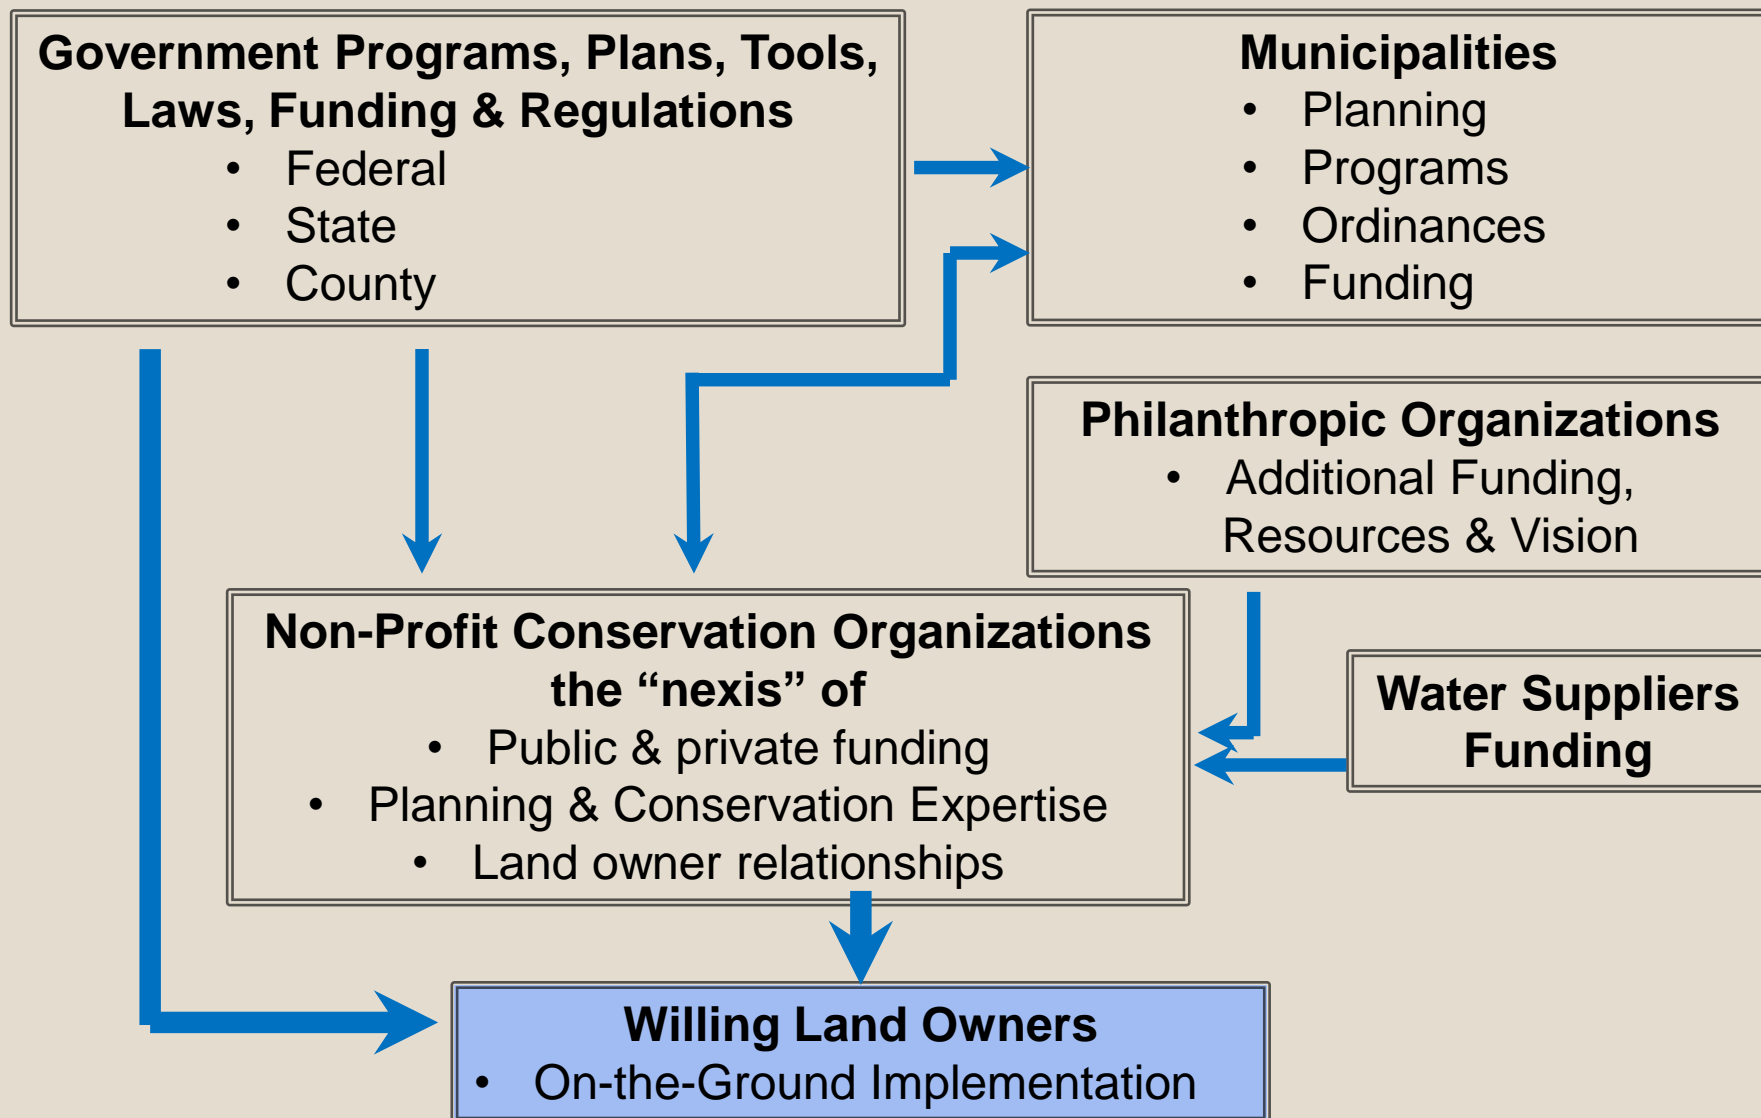 Government Programs, Plans, Tools,
Laws, Funding & Regulations
• Federal
• State
• County
Municipalities
• Planning
• Programs
• Ordinances
• Funding
Philanthropic Organizations
• Additional Funding,
Resources & Vision
Non-Profit Conservation Organizations
the “nexis” of
• Public & private funding
• Planning & Conservation Expertise
• Land owner relationships
Water Suppliers
Funding
Willing Land Owners
• On-the-Ground Implementation